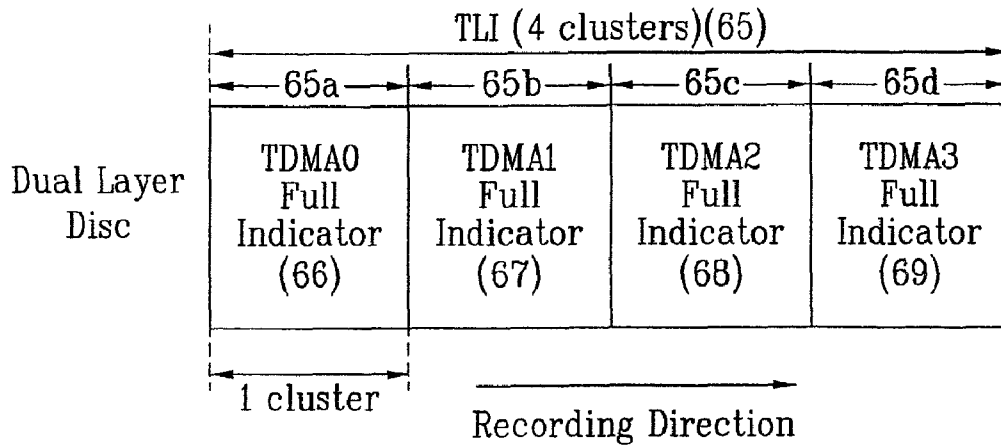 TLI (4 clusters)(65)
65a 65b 65c 65d
Dual Layer
Disc
TDMA0
Full
Indicator
(66)
TDMA1
Full
Indicator
(67)
TDMA2
Full
Indicator
(68)
TDMA3
Full
Indicator
(69)
1 cluster
Recording Direction